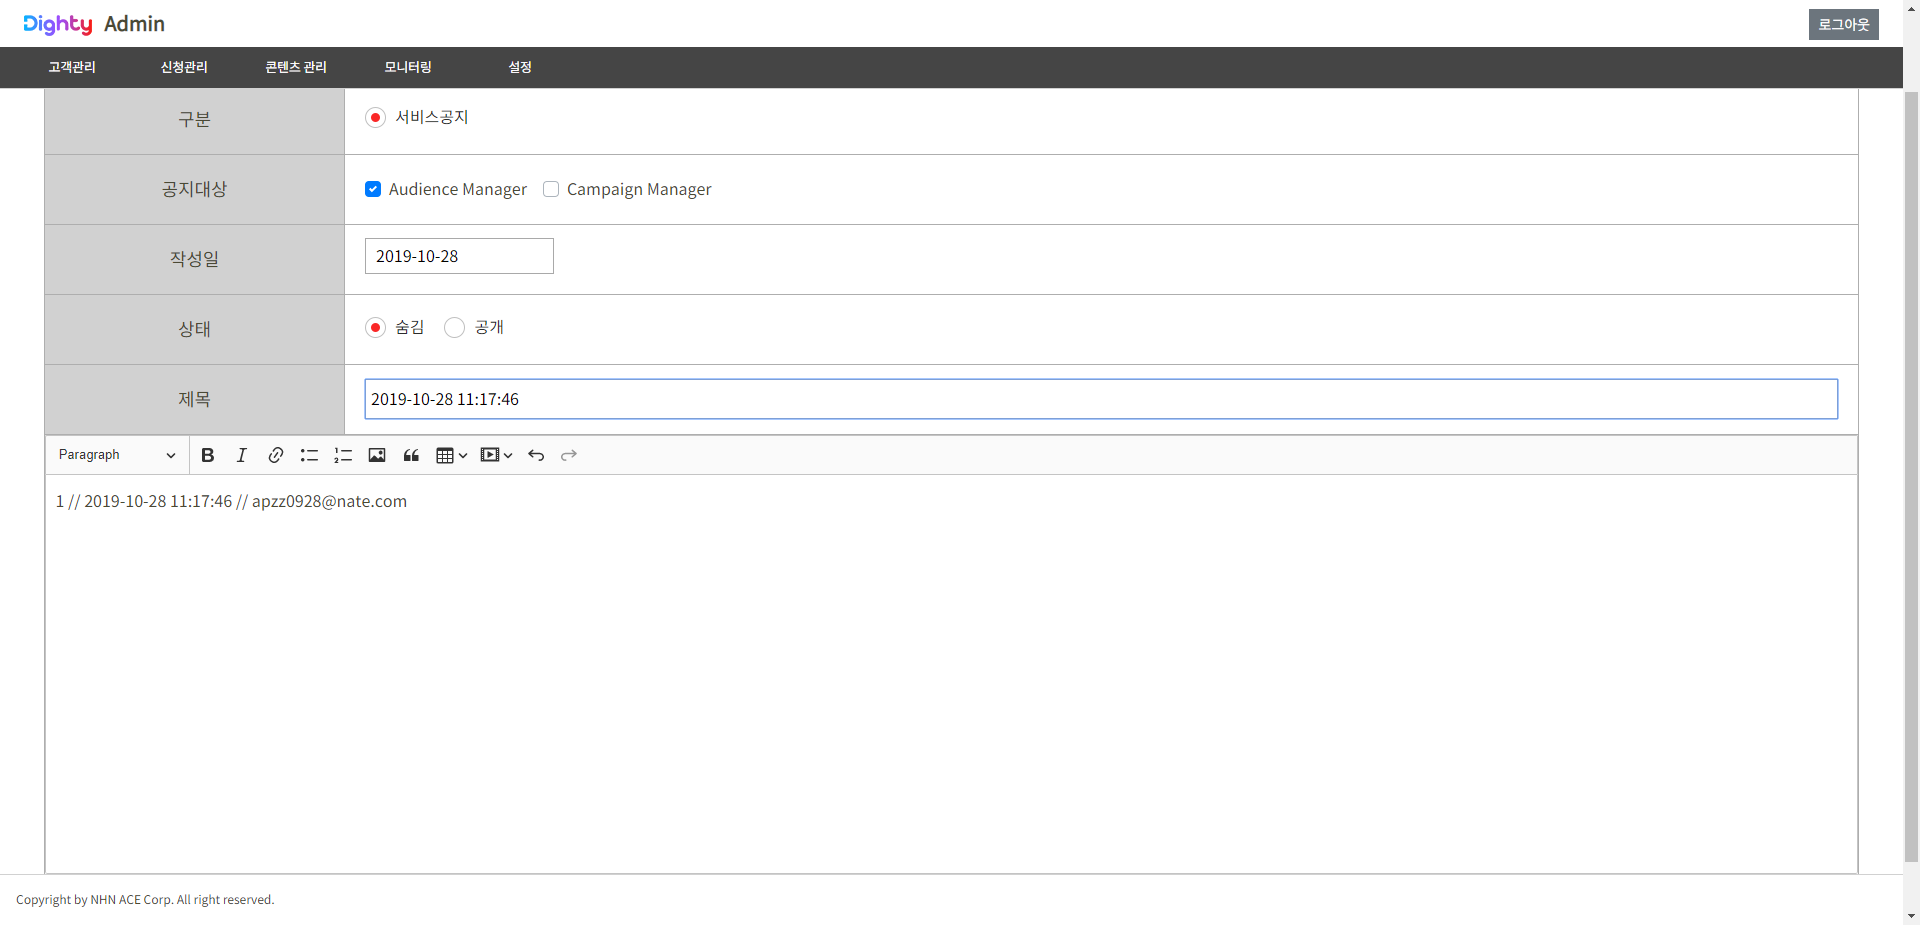 Dighty Admin
로그아웃
고객관리 신청관리 콘텐츠 관리 모니터링 설정
구분 서비스공지
공지대상 Audience Manager Campaign Manager
작성일 2019-10-28
상태 숨김 공개
제목 2019-10-28 11:17:46
Paragraph
1 // 2019-10-28 11:17:46 // apzz0928@nate.com
Copyright by NHN ACE Corp. All right reserved.